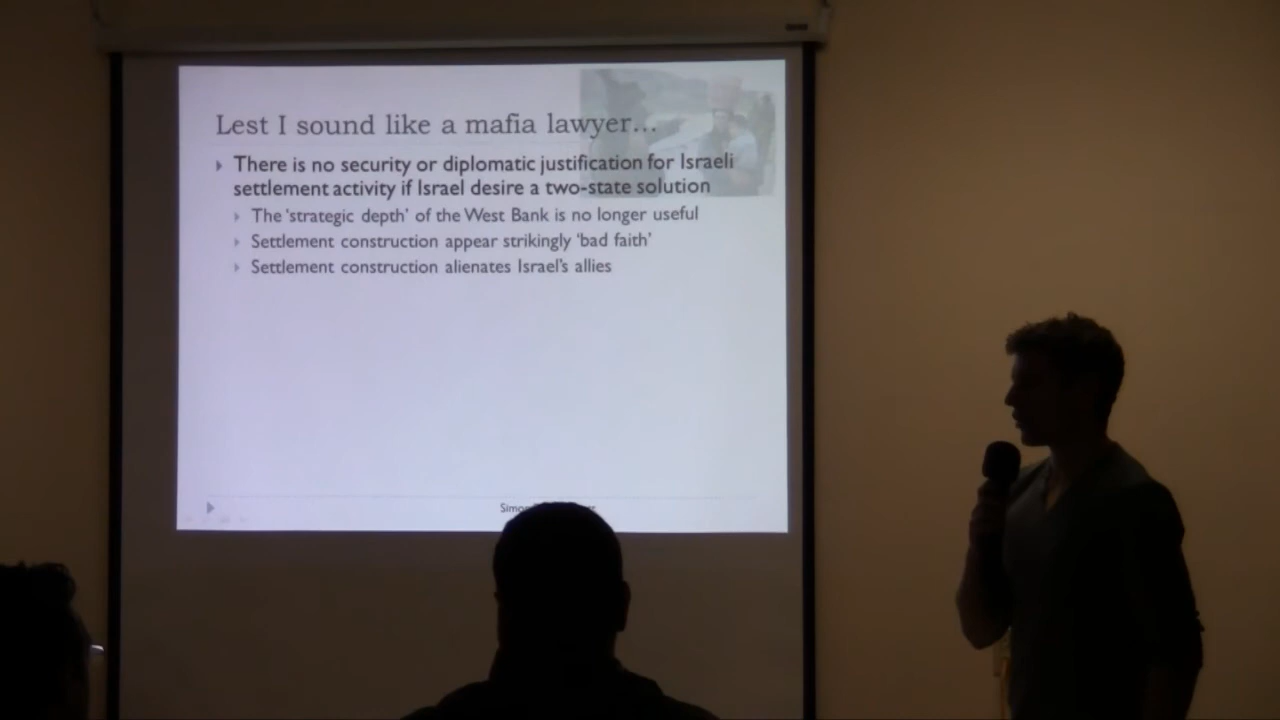 Lest I sound like a mafia lawyer...
There is no security or diplomatic justification for Israeli
settlement activity if Israel desire a two-state solution
The ‘strategic depth’ of the West Bank is no longer useful
Settlement construction appear strikingly ‘bad faith’
Settlement construction alienates Israel’s allies